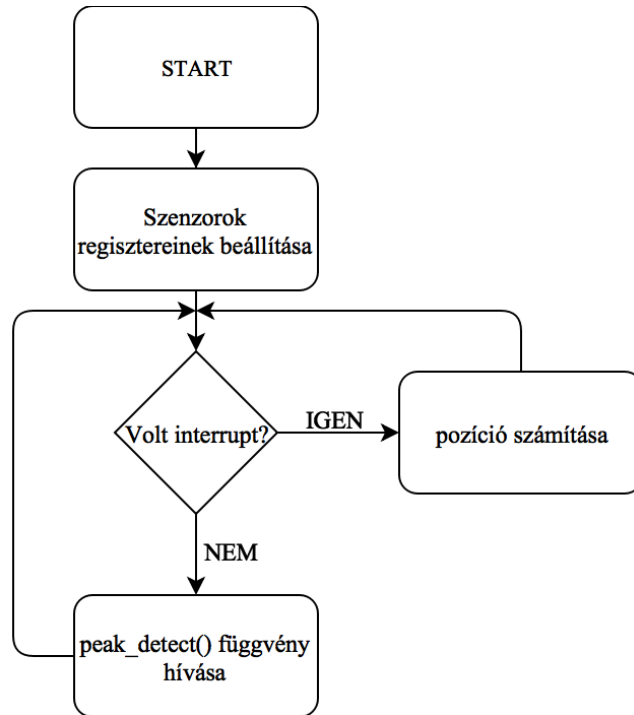 START
Szenzorok
regisztereinek beállítása
Volt interrupt?
IGEN
pozíció számítása
NEM
peak_detect() függvény
hívása